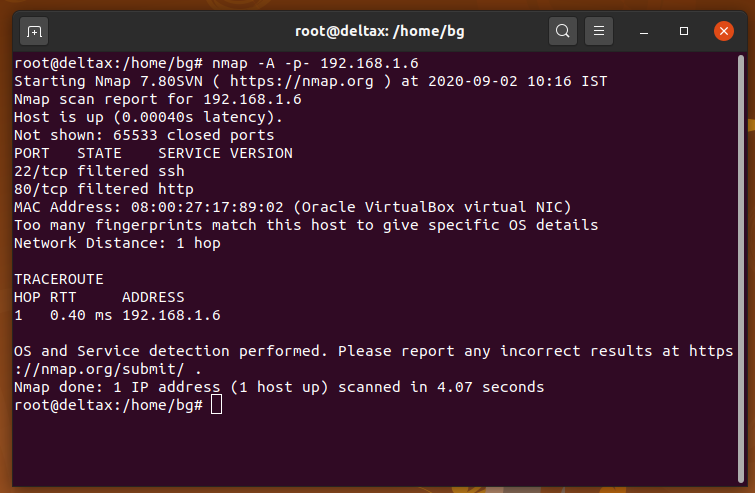 root@deltax: /home/bg
root@deltax:/home/bg# nmap -A -p- 192.168.1.6
Starting Nmap 7.80SVN ( https://nmap.org ) at 2020-09-02 10:16 IST
Nmap scan report for 192.168.1.6
Host is up (0.00040s latency).
Not shown: 65533 closed ports
PORT   STATE    SERVICE VERSION
22/tcp filtered ssh
80/tcp filtered http
MAC Address: 08:00:27:17:89:02 (Oracle VirtualBox virtual NIC)
Too many fingerprints match this host to give specific OS details
Network Distance: 1 hop
TRACEROUTE
HOP RTT     ADDRESS
1   0.40 ms 192.168.1.6
OS and Service detection performed. Please report any incorrect results at https
://nmap.org/submit/ .
Nmap done: 1 IP address (1 host up) scanned in 4.07 seconds
root@deltax:/home/bg#